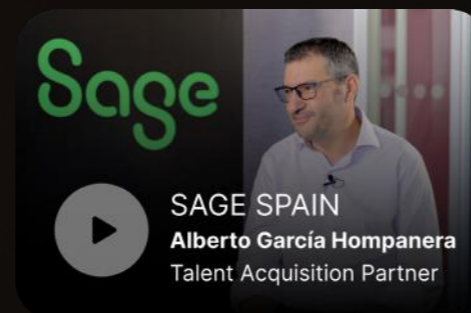 Sage
SAGE SPAIN
Alberto García Hompanera
Talent Acquisition Partner